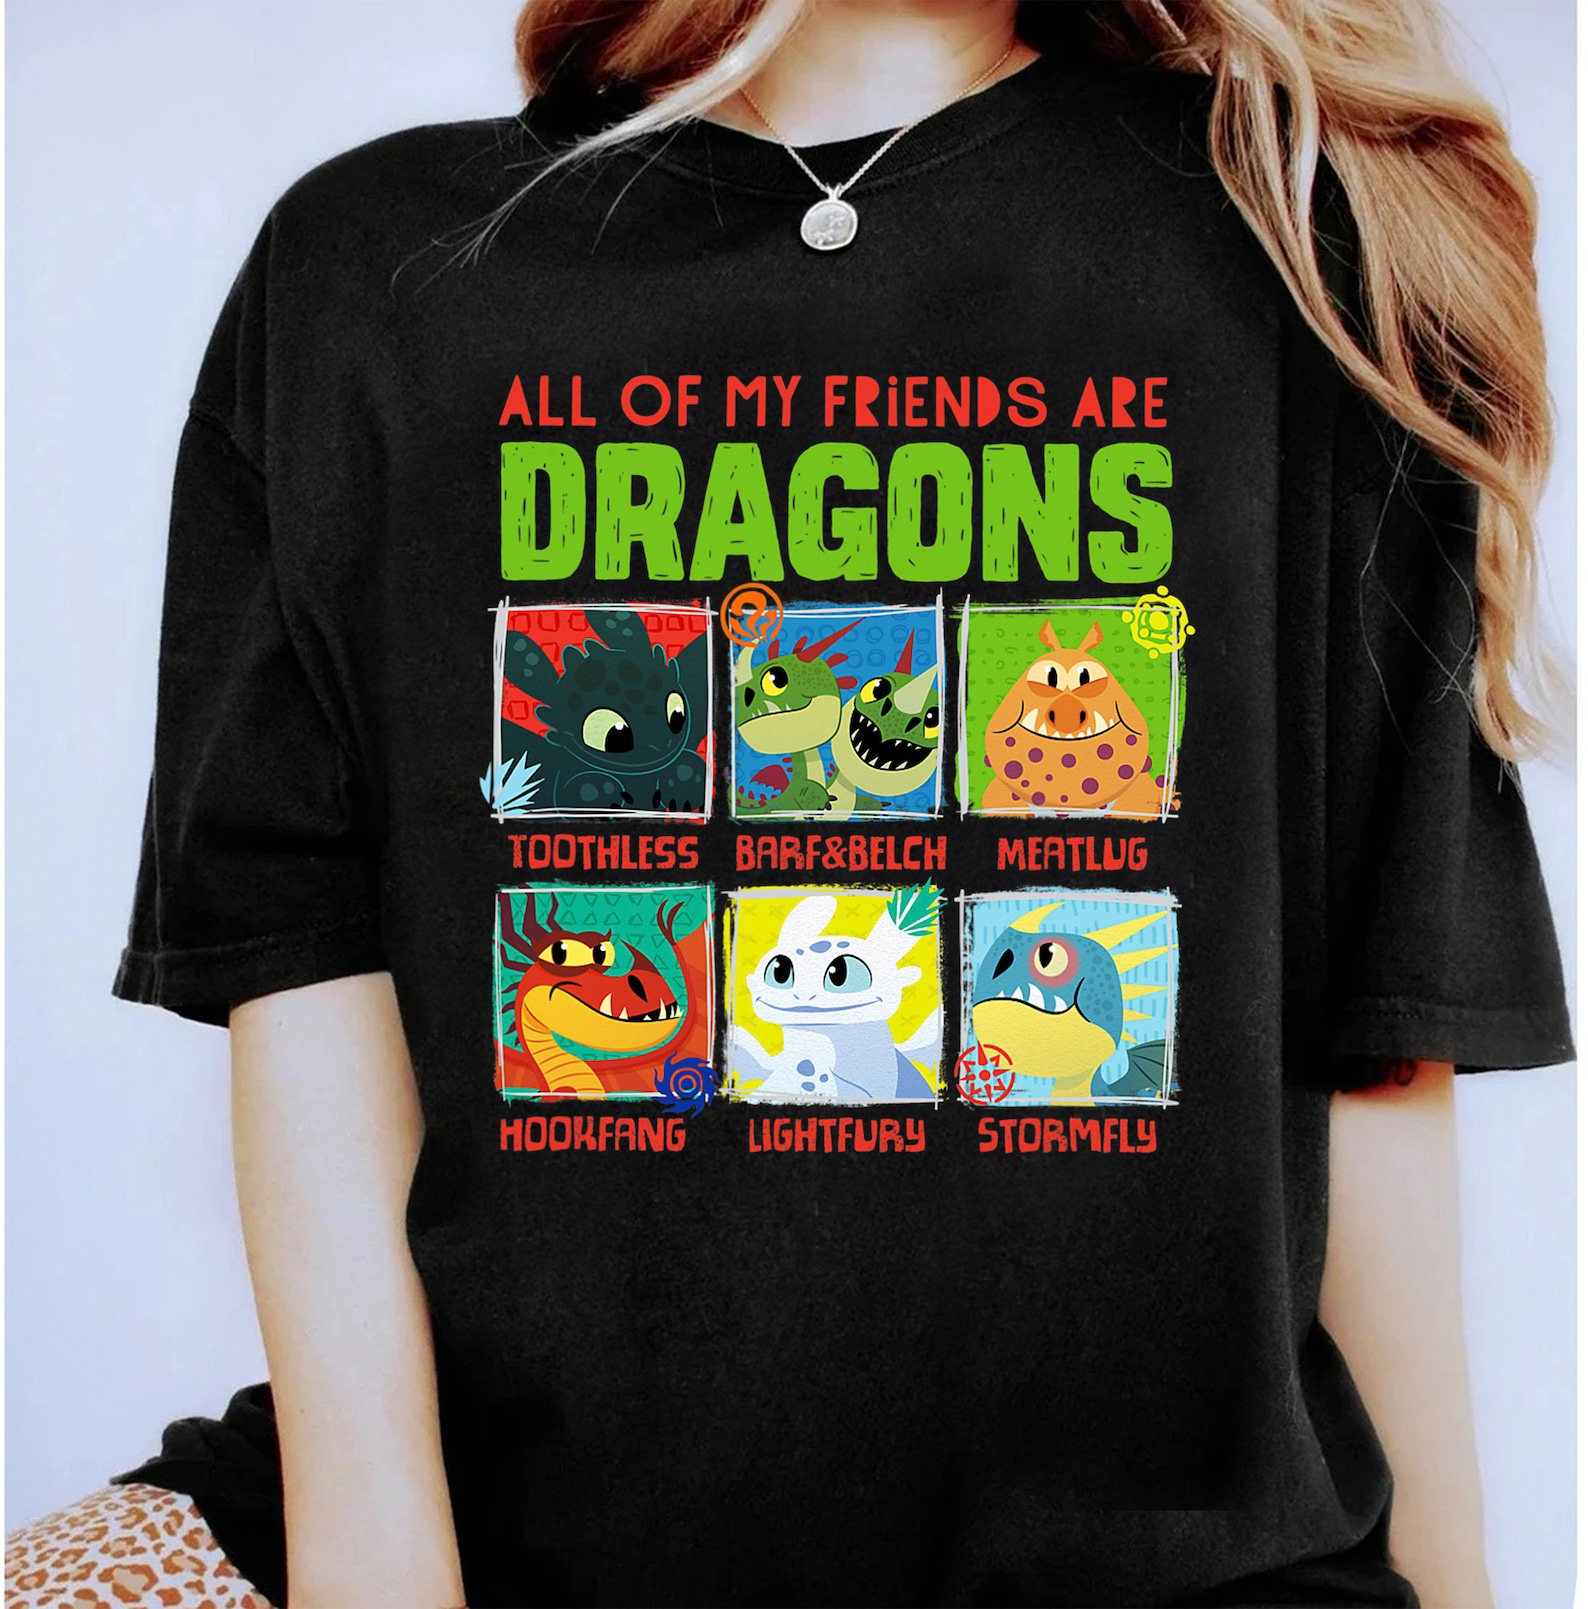 ALL OF MY FRiENDS ARE
DRAGONS
TOOTHLESS BARF&BELCH MEATLUG
HOOKFANG LIGHTFURY STORMFLY